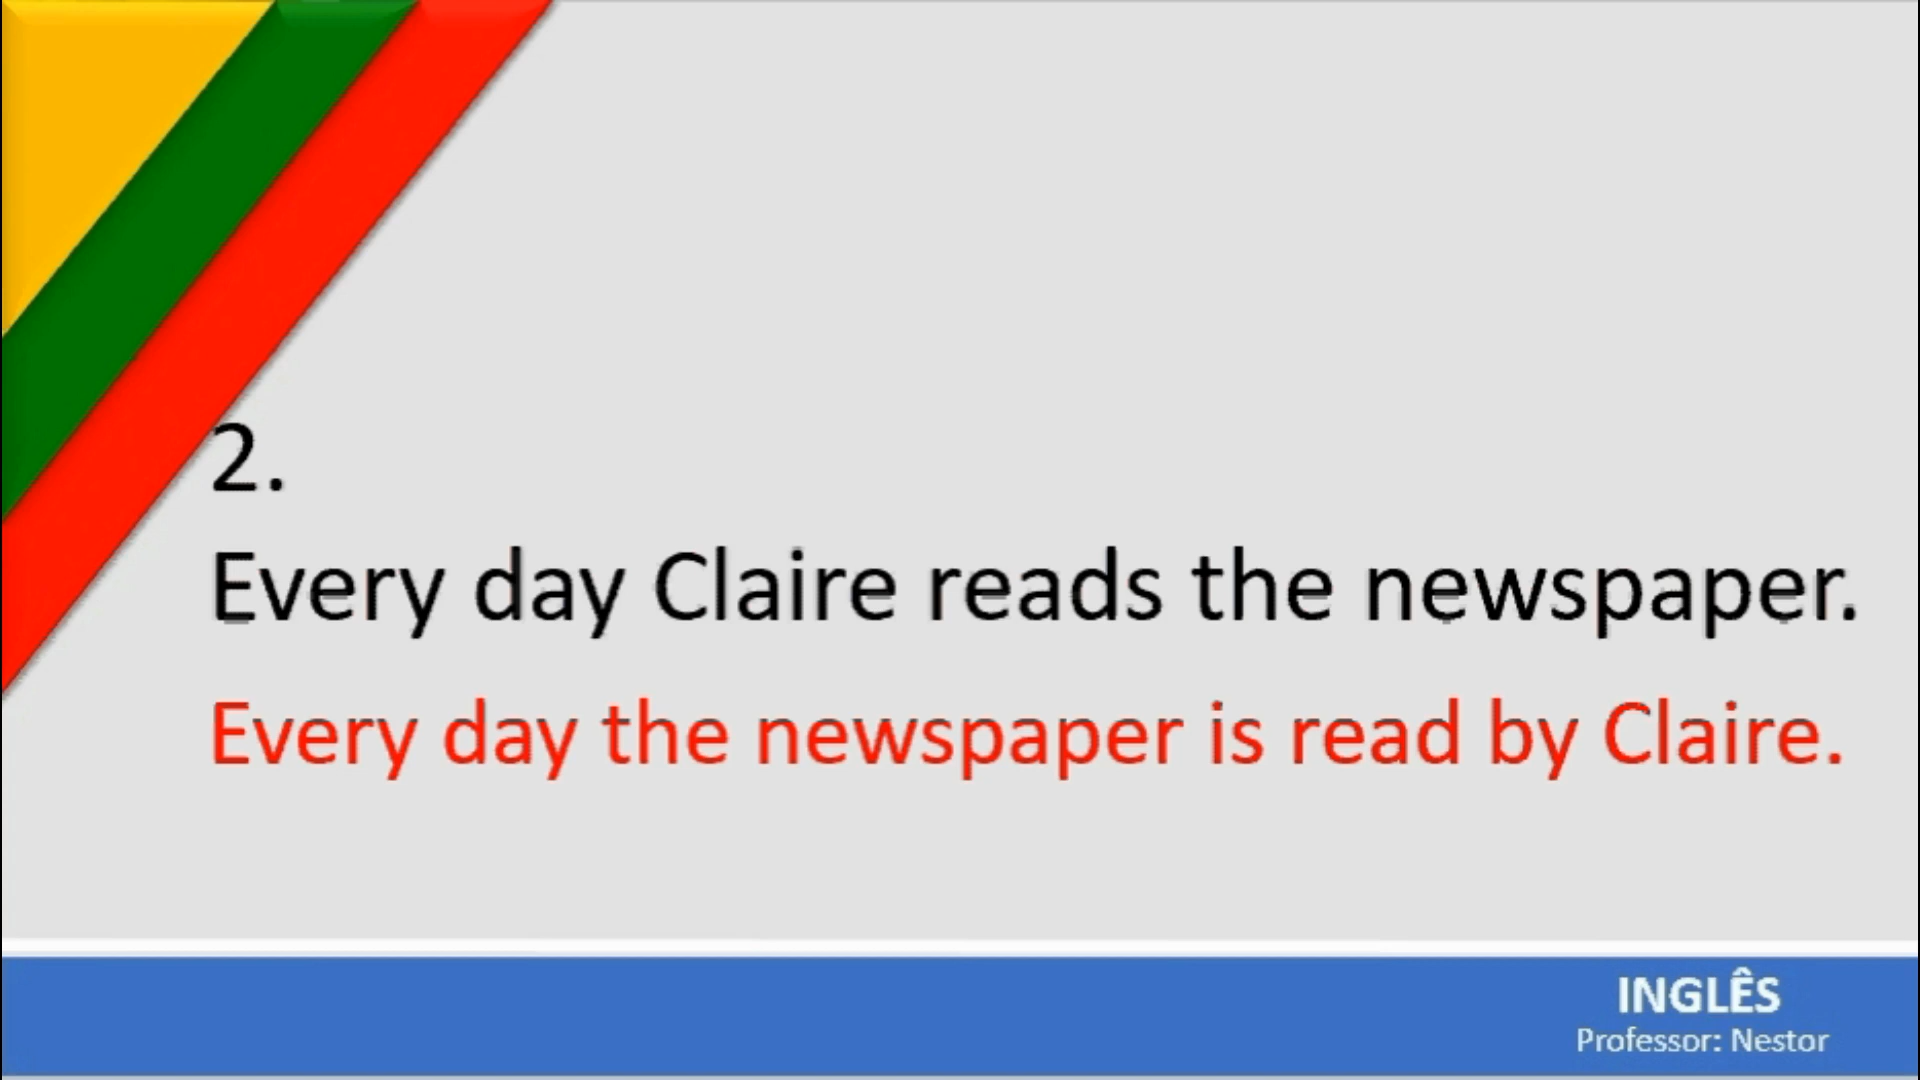 2.
Every day Claire reads the newspaper.
Every day the newspaper is read by Claire.
INGLÊS
Professor: Nestor